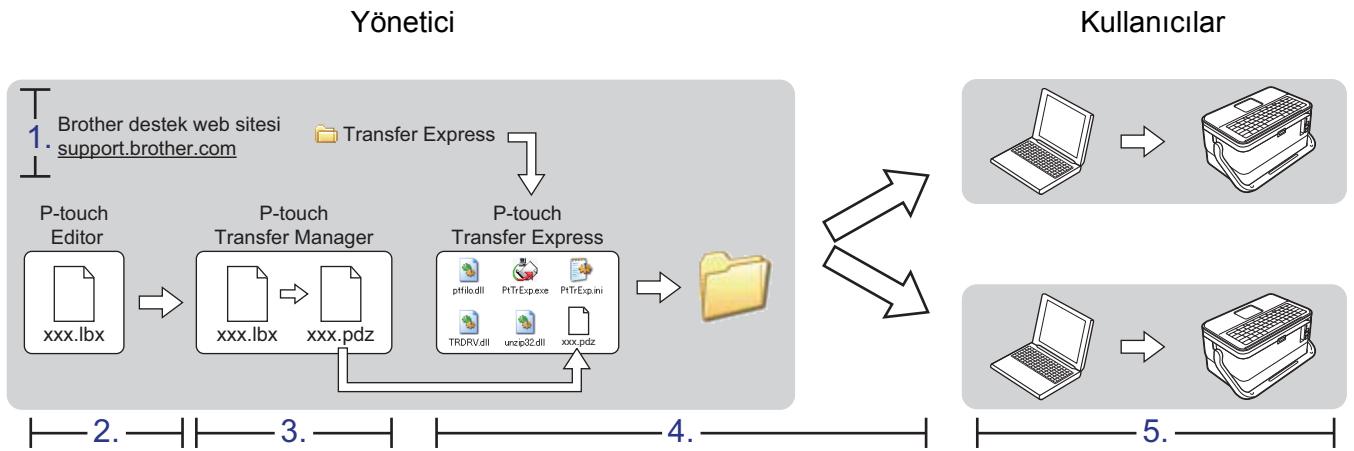 Yönetici
Kullanıcılar
1.
Brother destek web sitesi
support.brother.com
Transfer Express
P-touch
Editor
xxx.lbx
P-touch
Transfer Manager
xxx.lbx xxx.pdz
P-touch
Transfer Express
ptfilo.dll PtTrExp.exe PtTrExp.ini
TRDRV.dll unzip32.dll xxx.pdz
2. 3. 4. 5.